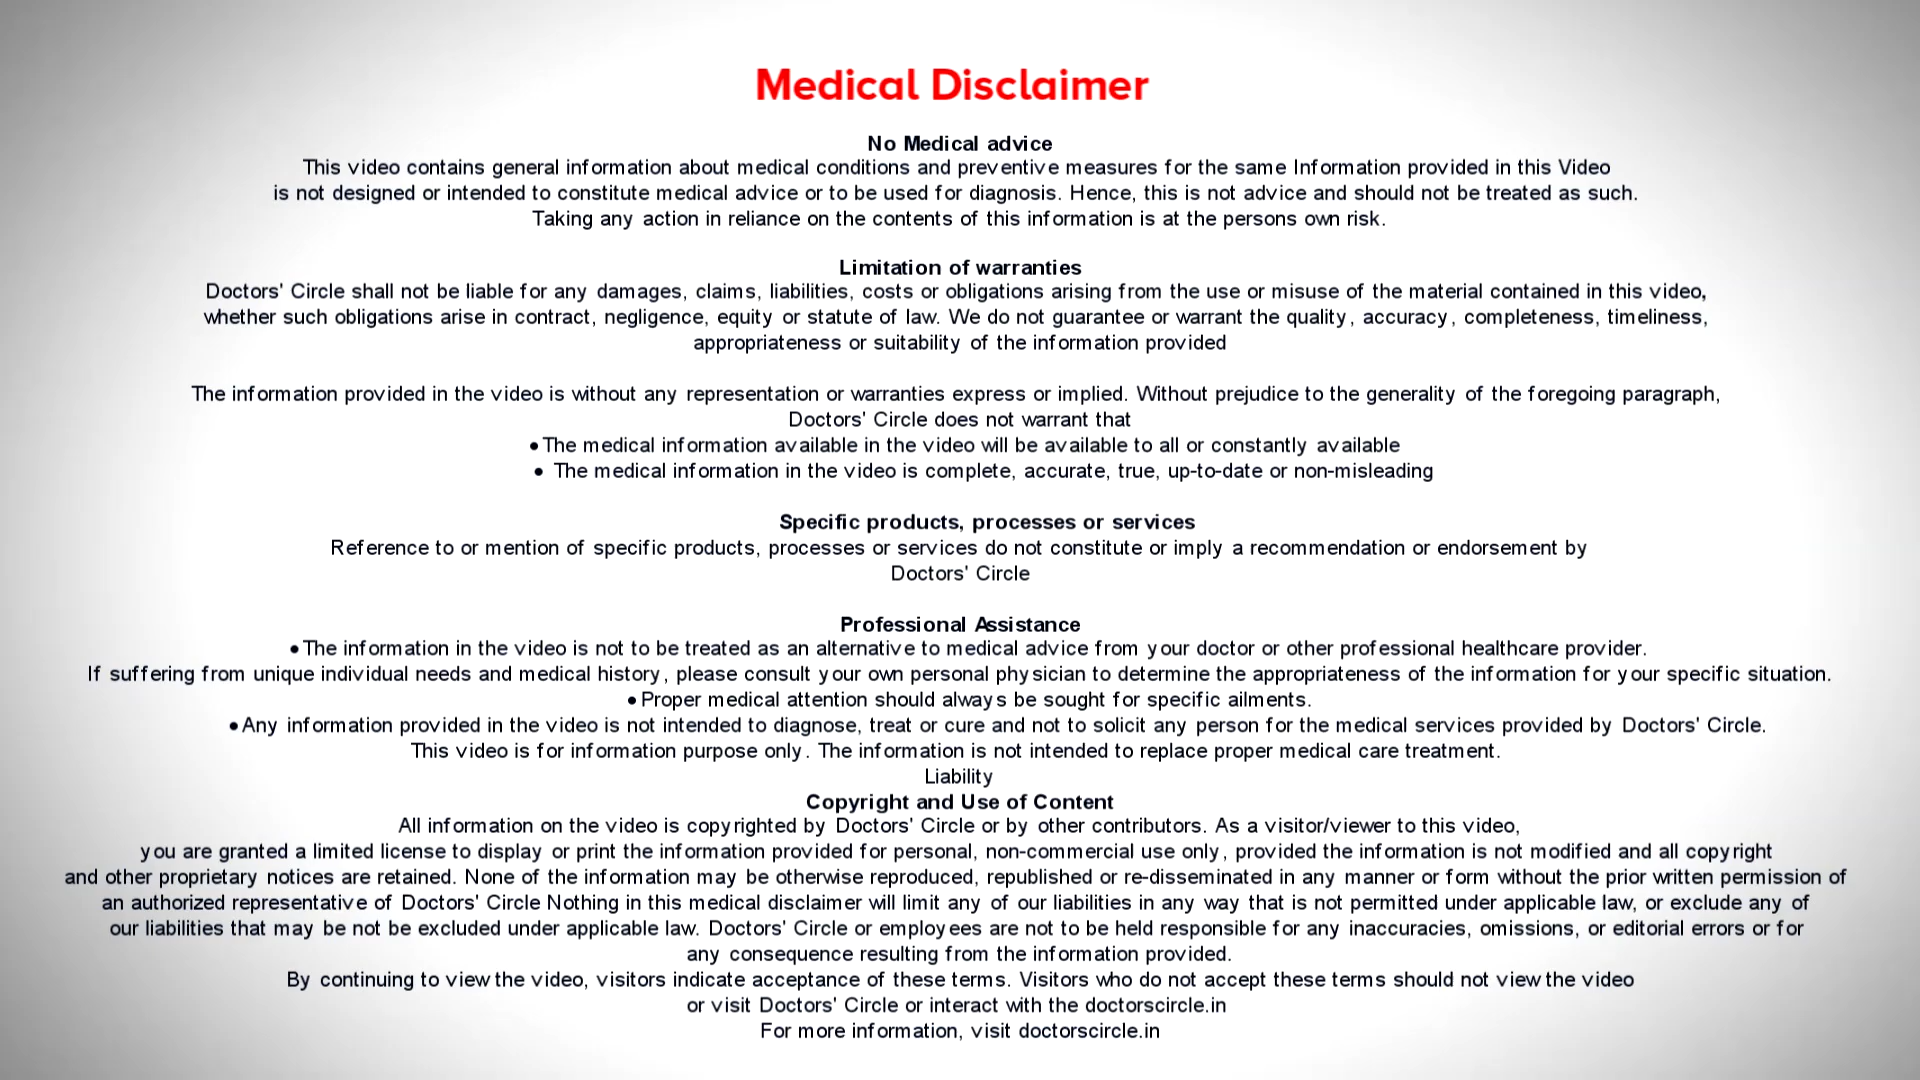 Medical Disclaimer
No Medical advice
This video contains general information about medical conditions and preventive measures for the same Information provided in this Video
is not designed or intended to constitute medical advice or to be used for diagnosis. Hence, this is not advice and should not be treated as such.
Taking any action in reliance on the contents of this information is at the persons own risk.
Limitation of warranties
Doctors' Circle shall not be liable for any damages, claims, liabilities, costs or obligations arising from the use or misuse of the material contained in this video,
whether such obligations arise in contract, negligence, equity or statute of law. We do not guarantee or warrant the quality, accuracy, completeness, timeliness,
appropriateness or suitability of the information provided
The information provided in the video is without any representation or warranties express or implied. Without prejudice to the generality of the foregoing paragraph,
Doctors' Circle does not warrant that
• The medical information available in the video will be available to all or constantly available
• The medical information in the video is complete, accurate, true, up-to-date or non-misleading
Specific products, processes or services
Reference to or mention of specific products, processes or services do not constitute or imply a recommendation or endorsement by
Doctors' Circle
Professional Assistance
• The information in the video is not to be treated as an alternative to medical advice from your doctor or other professional healthcare provider.
If suffering from unique individual needs and medical history, please consult your own personal physician to determine the appropriateness of the information for your specific situation.
• Proper medical attention should always be sought for specific ailments.
• Any information provided in the video is not intended to diagnose, treat or cure and not to solicit any person for the medical services provided by Doctors' Circle.
This video is for information purpose only. The information is not intended to replace proper medical care treatment.
Liability
Copyright and Use of Content
All information on the video is copyrighted by Doctors' Circle or by other contributors. As a visitor/viewer to this video,
you are granted a limited license to display or print the information provided for personal, non-commercial use only, provided the information is not modified and all copyright
and other proprietary notices are retained. None of the information may be otherwise reproduced, republished or re-disseminated in any manner or form without the prior written permission of
an authorized representative of Doctors' Circle Nothing in this medical disclaimer will limit any of our liabilities in any way that is not permitted under applicable law, or exclude any of
our liabilities that may be not be excluded under applicable law. Doctors' Circle or employees are not to be held responsible for any inaccuracies, omissions, or editorial errors or for
any consequence resulting from the information provided.
By continuing to view the video, visitors indicate acceptance of these terms. Visitors who do not accept these terms should not view the video
or visit Doctors' Circle or interact with the doctorscircle.in
For more information, visit doctorscircle.in